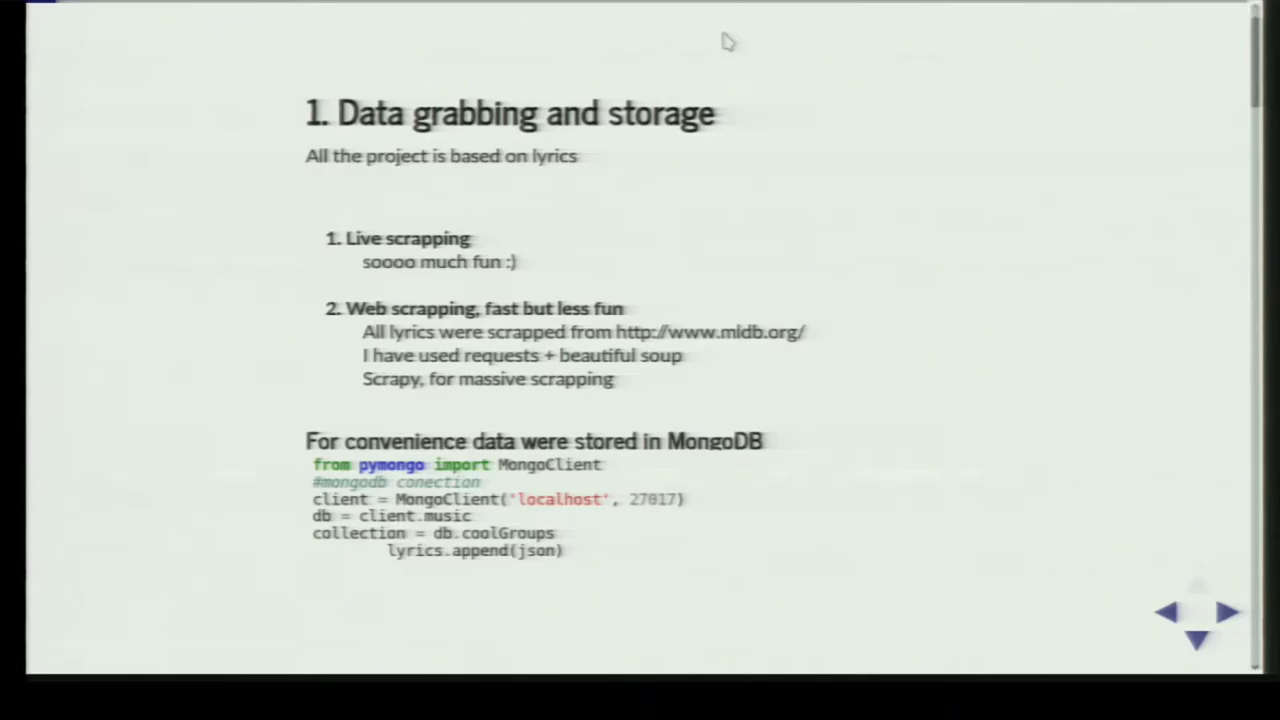 1. Data grabbing and storage
All the project is based on lyrics
1. Live scrapping
soooo much fun :)
2. Web scrapping, fast but less fun
All lyrics were scrapped from http://www.mldb.org/
I have used requests + beautiful soup
Scrapy, for massive scrapping
For convenience data were stored in MongoDB
from pymongo import MongoClient
#mongodb conection
client = MongoClient('localhost', 27017)
db = client.music
collection = db.coolGroups
lyrics.append(json)